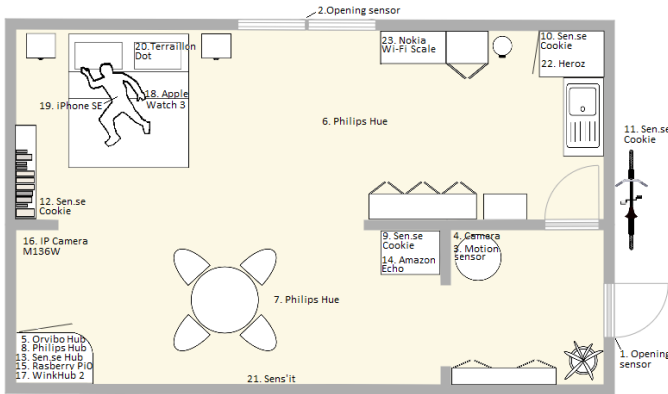 2.Opening sensor
20.Terraillon
Dot
23. Nokia
Wi-Fi Scale
10. Sen.se
Cookie
22. Heroz
18. Apple
Watch 3
19. iPhone SE
6. Philips Hue
11. Sen.se
Cookie
12. Sen.se
Cookie
16. IP Camera
M136W
9. Sen.se
Cookie
14. Amazon
Echo
4. Camera
3. Motion
sensor
7. Philips Hue
5. Orvibo Hub
8. Philips Hub
13. Sen.se Hub
15. Rasberry Pi0
17. WinkHub 2
21. Sens'it
1. Opening
sensor